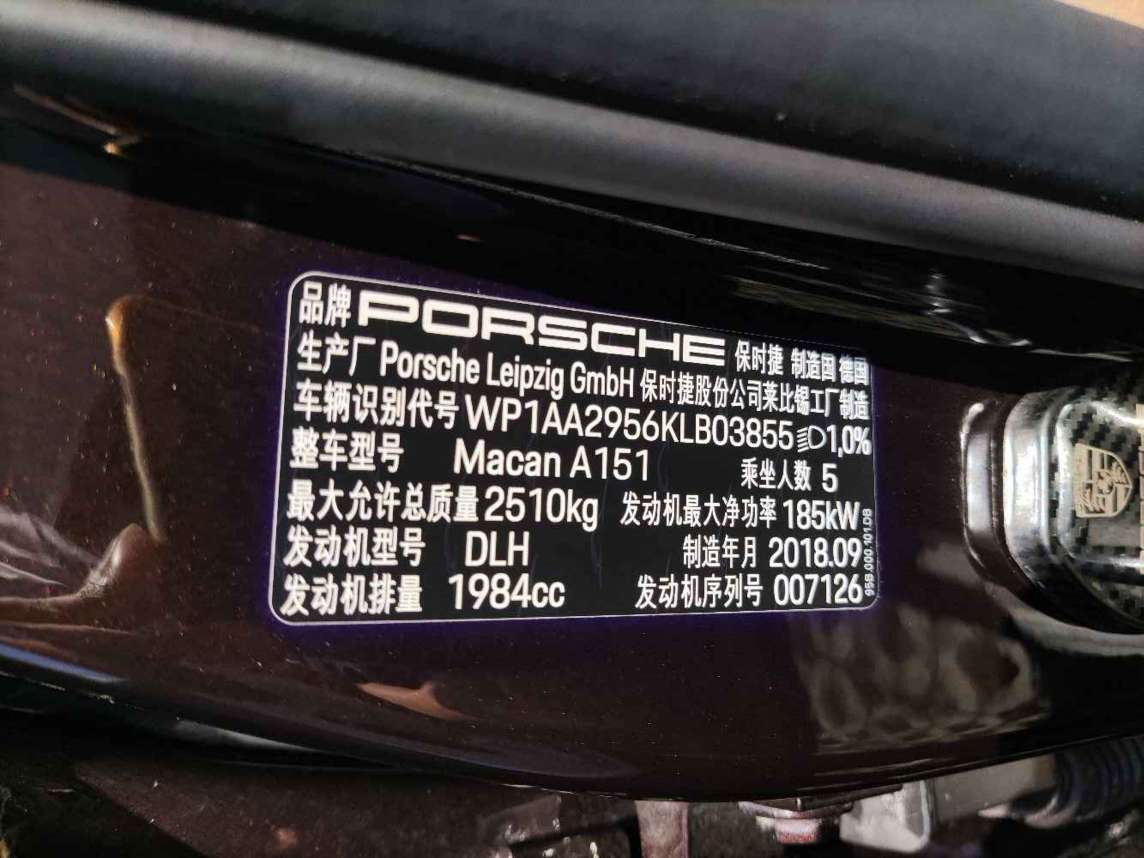 品牌 PORSCHE 保时捷 制造国 德国
生产厂 Porsche Leipzig GmbH 保时捷股份公司莱比锡工厂制造
车辆识别代号 WP1AA2956KLB03855 1,0%
整车型号 Macan A151 乘坐人数 5
最大允许总质量 2510kg 发动机最大净功率 185kW
发动机型号 DLH 制造年月 2018.09
发动机排量 1984cc 发动机序列号 007126
95B.000.101.DB